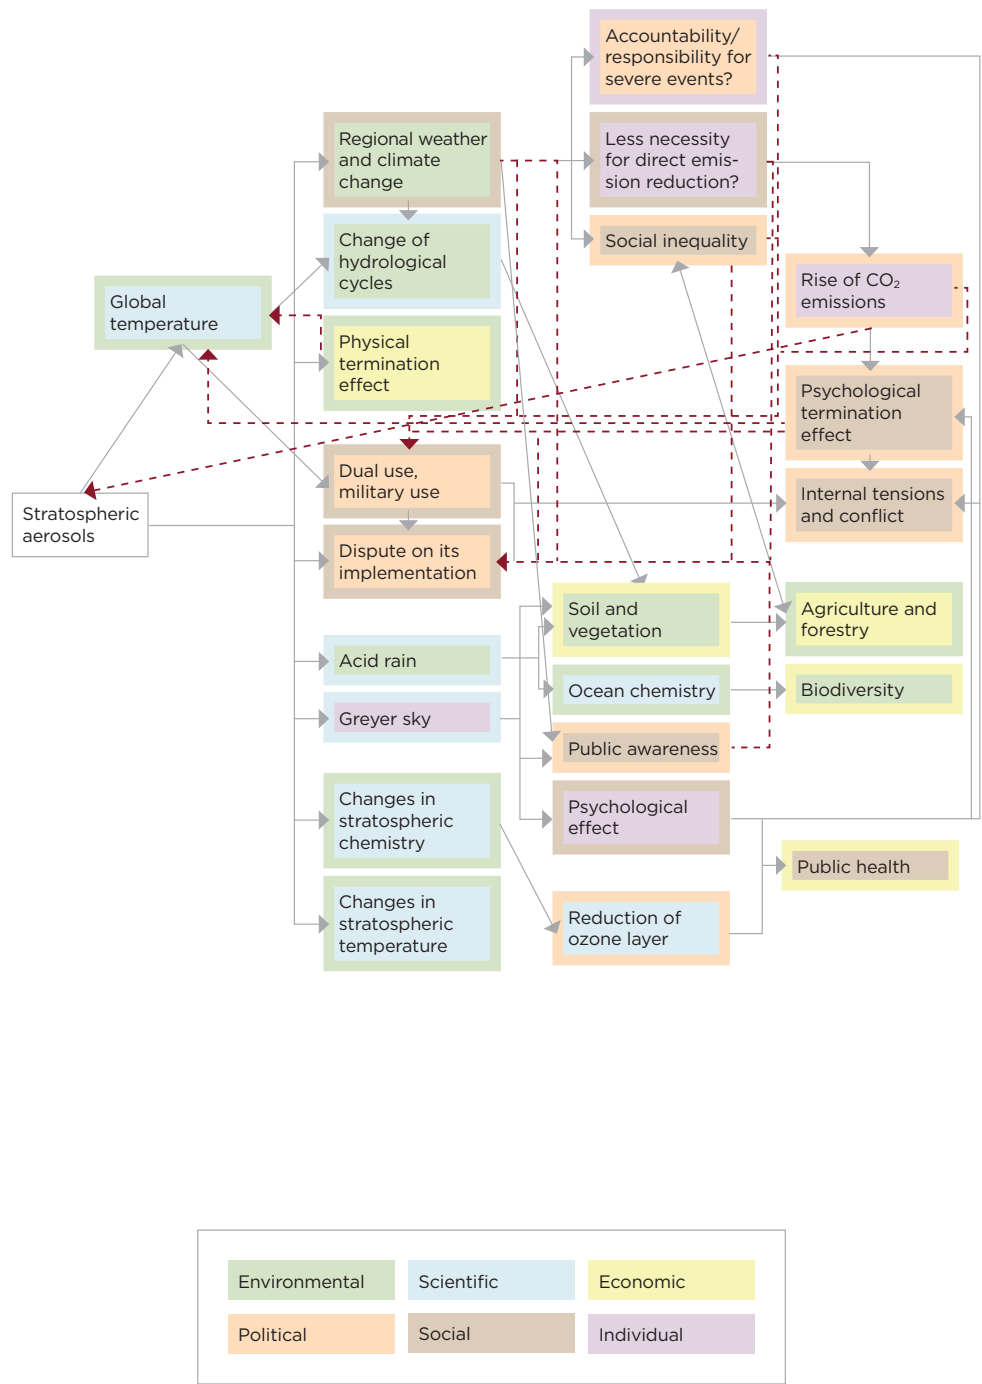 Accountability/
responsibility for
severe events?
Regional weather
and climate
change
Less necessity
for direct emis-
sion reduction?
Change of
hydrological
cycles
Social inequality
Global
temperature
Rise of CO₂
emissions
Physical
termination
effect
Psychological
termination
effect
Dual use,
military use
Internal tensions
and conflict
Stratospheric
aerosols
Dispute on its
implementation
Soil and
vegetation
Agriculture and
forestry
Acid rain
Ocean chemistry
Biodiversity
Greyer sky
Public awareness
Changes in
stratospheric
chemistry
Psychological
effect
Public health
Changes in
stratospheric
temperature
Reduction of
ozone layer
Environmental
Scientific
Economic
Political
Social
Individual